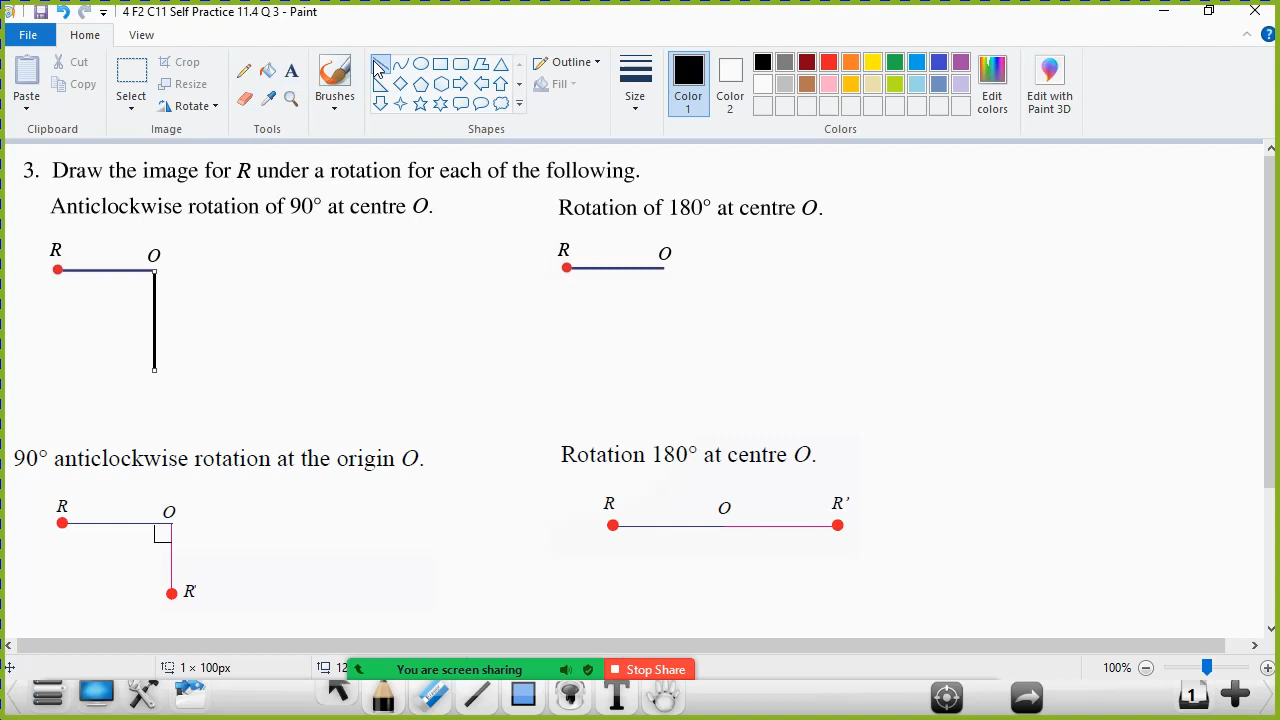 4 F2 C11 Self Practice 11.4 Q 3 - Paint
File Home View
Paste Cut Copy Clipboard
Select Crop Resize Rotate Image
A Tools
Brushes
Outline Fill Shapes
Size
Color 1 Color 2 Edit colors Colors
Edit with Paint 3D
3. Draw the image for R under a rotation for each of the following.
Anticlockwise rotation of 90° at centre O.
R O
Rotation of 180° at centre O.
R O
90° anticlockwise rotation at the origin O.
R O
R'
Rotation 180° at centre O.
R O R’
1 × 100px 12 You are screen sharing Stop Share 100%
T 1